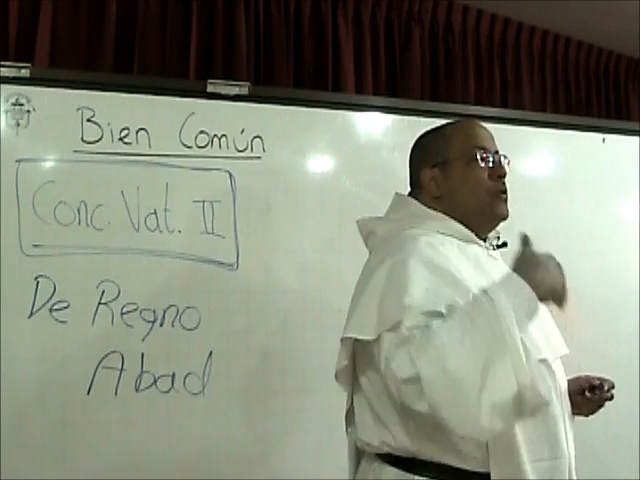 Bien Común
Conc. Vat. II
De Regno
Abad